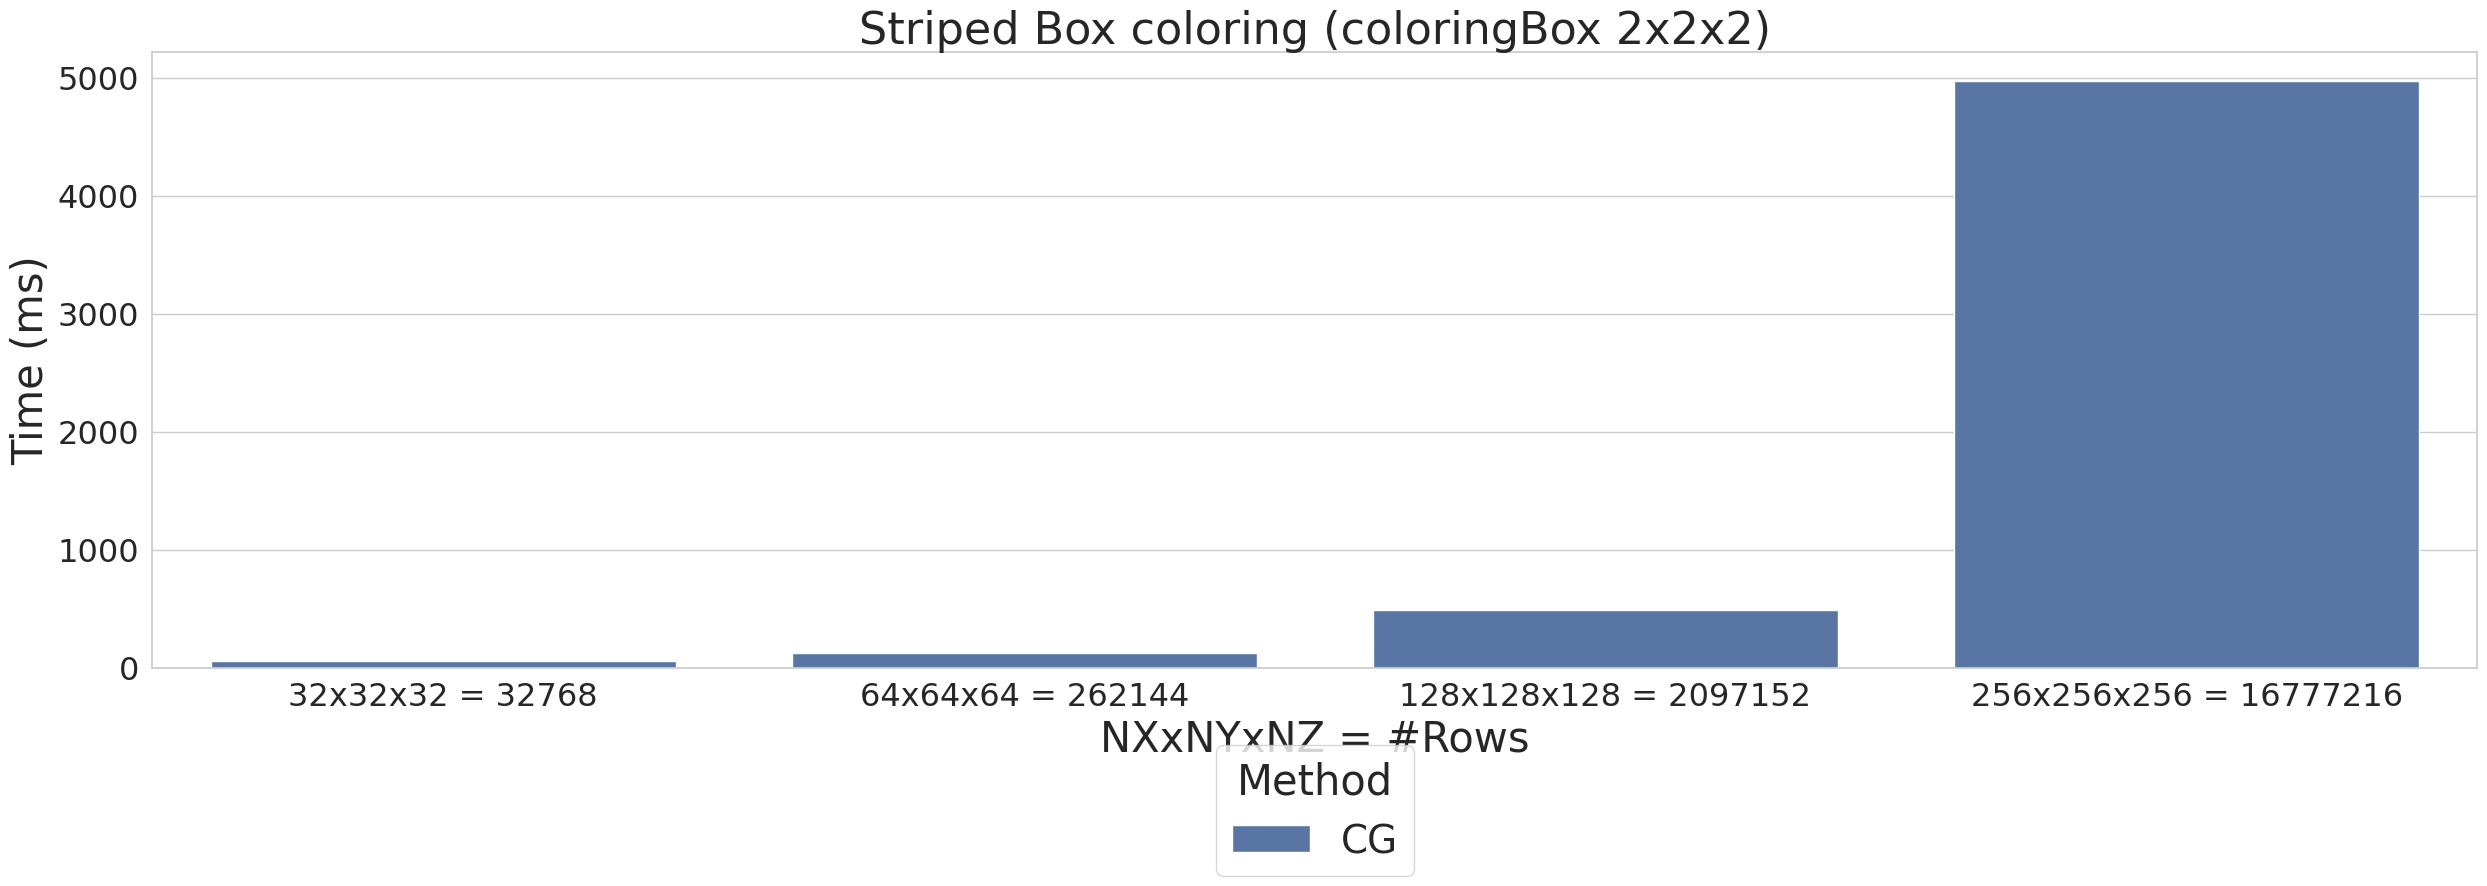 Striped Box coloring (coloringBox 2x2x2)
5000
4000
3000
2000
1000
0
Time (ms)
32x32x32 = 32768
64x64x64 = 262144
128x128x128 = 2097152
256x256x256 = 16777216
NXxNYxNZ = #Rows
Method
CG